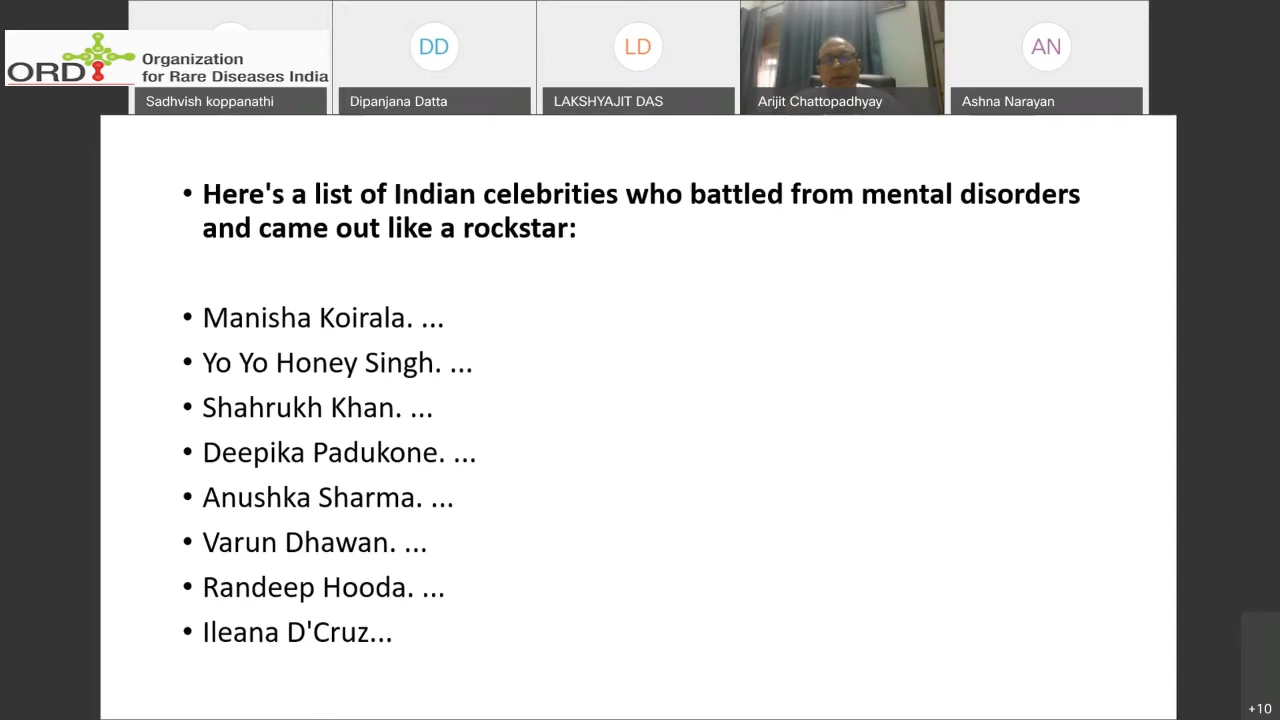 ORDI
Organization
for Rare Diseases India
DD
LD
AN
Sadhvish koppanathi
Dipanjana Datta
LAKSHYAJIT DAS
Arijit Chattopadhyay
Ashna Narayan
• Here's a list of Indian celebrities who battled from mental disorders
and came out like a rockstar:
• Manisha Koirala. ...
• Yo Yo Honey Singh. ...
• Shahrukh Khan. ...
• Deepika Padukone. ...
• Anushka Sharma. ...
• Varun Dhawan. ...
• Randeep Hooda. ...
• Ileana D'Cruz...
+10